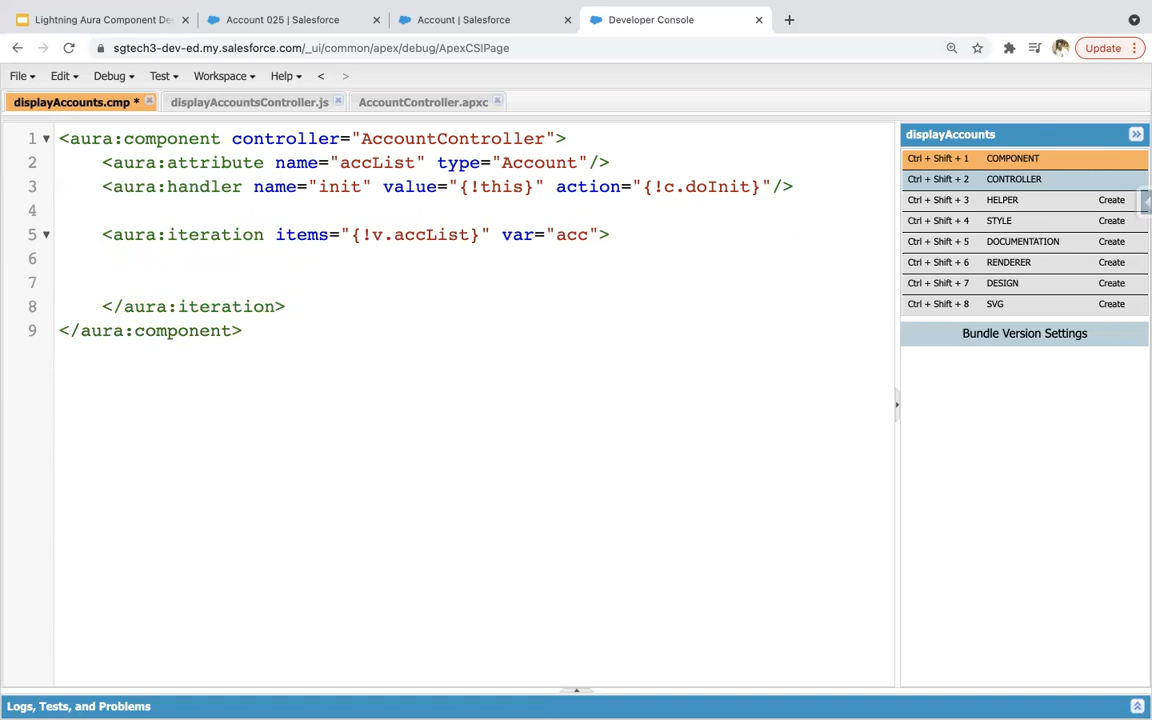 Lightning Aura Component De
Account 025 | Salesforce
Account | Salesforce
Developer Console
sgtech3-dev-ed.my.salesforce.com/_ui/common/apex/debug/ApexCSIPage
Update
File Edit Debug Test Workspace Help < >
displayAccounts.cmp *
displayAccountsController.js
AccountController.apxc
1 <aura:component controller="AccountController">
2 <aura:attribute name="accList" type="Account"/>
3 <aura:handler name="init" value="{!this}" action="{!c.doInit}"/>
4
5 <aura:iteration items="{!v.accList}" var="acc">
6
7
8 </aura:iteration>
9 </aura:component>
displayAccounts
Ctrl + Shift + 1 COMPONENT
Ctrl + Shift + 2 CONTROLLER
Ctrl + Shift + 3 HELPER Create
Ctrl + Shift + 4 STYLE Create
Ctrl + Shift + 5 DOCUMENTATION Create
Ctrl + Shift + 6 RENDERER Create
Ctrl + Shift + 7 DESIGN Create
Ctrl + Shift + 8 SVG Create
Bundle Version Settings
Logs, Tests, and Problems